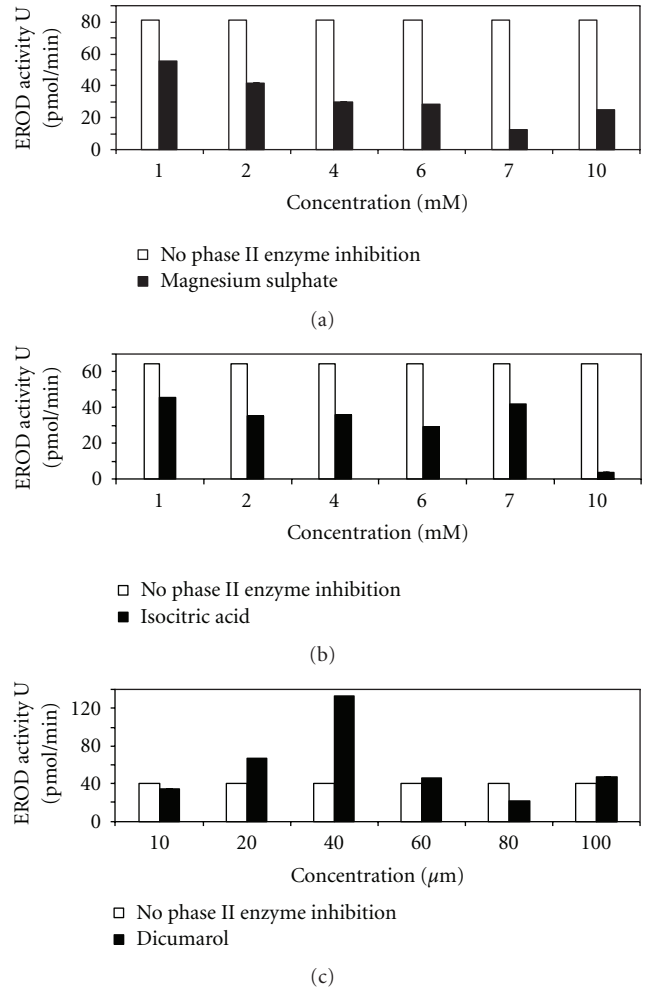 EROD activity U
(pmol/min)
80
60
40
20
0
1 2 4 6 7 10
Concentration (mM)
No phase II enzyme inhibition
Magnesium sulphate
(a)
EROD activity U
(pmol/min)
60
40
20
0
1 2 4 6 7 10
Concentration (mM)
No phase II enzyme inhibition
Isocitric acid
(b)
EROD activity U
(pmol/min)
120
80
40
0
10 20 40 60 80 100
Concentration (μm)
No phase II enzyme inhibition
Dicumarol
(c)